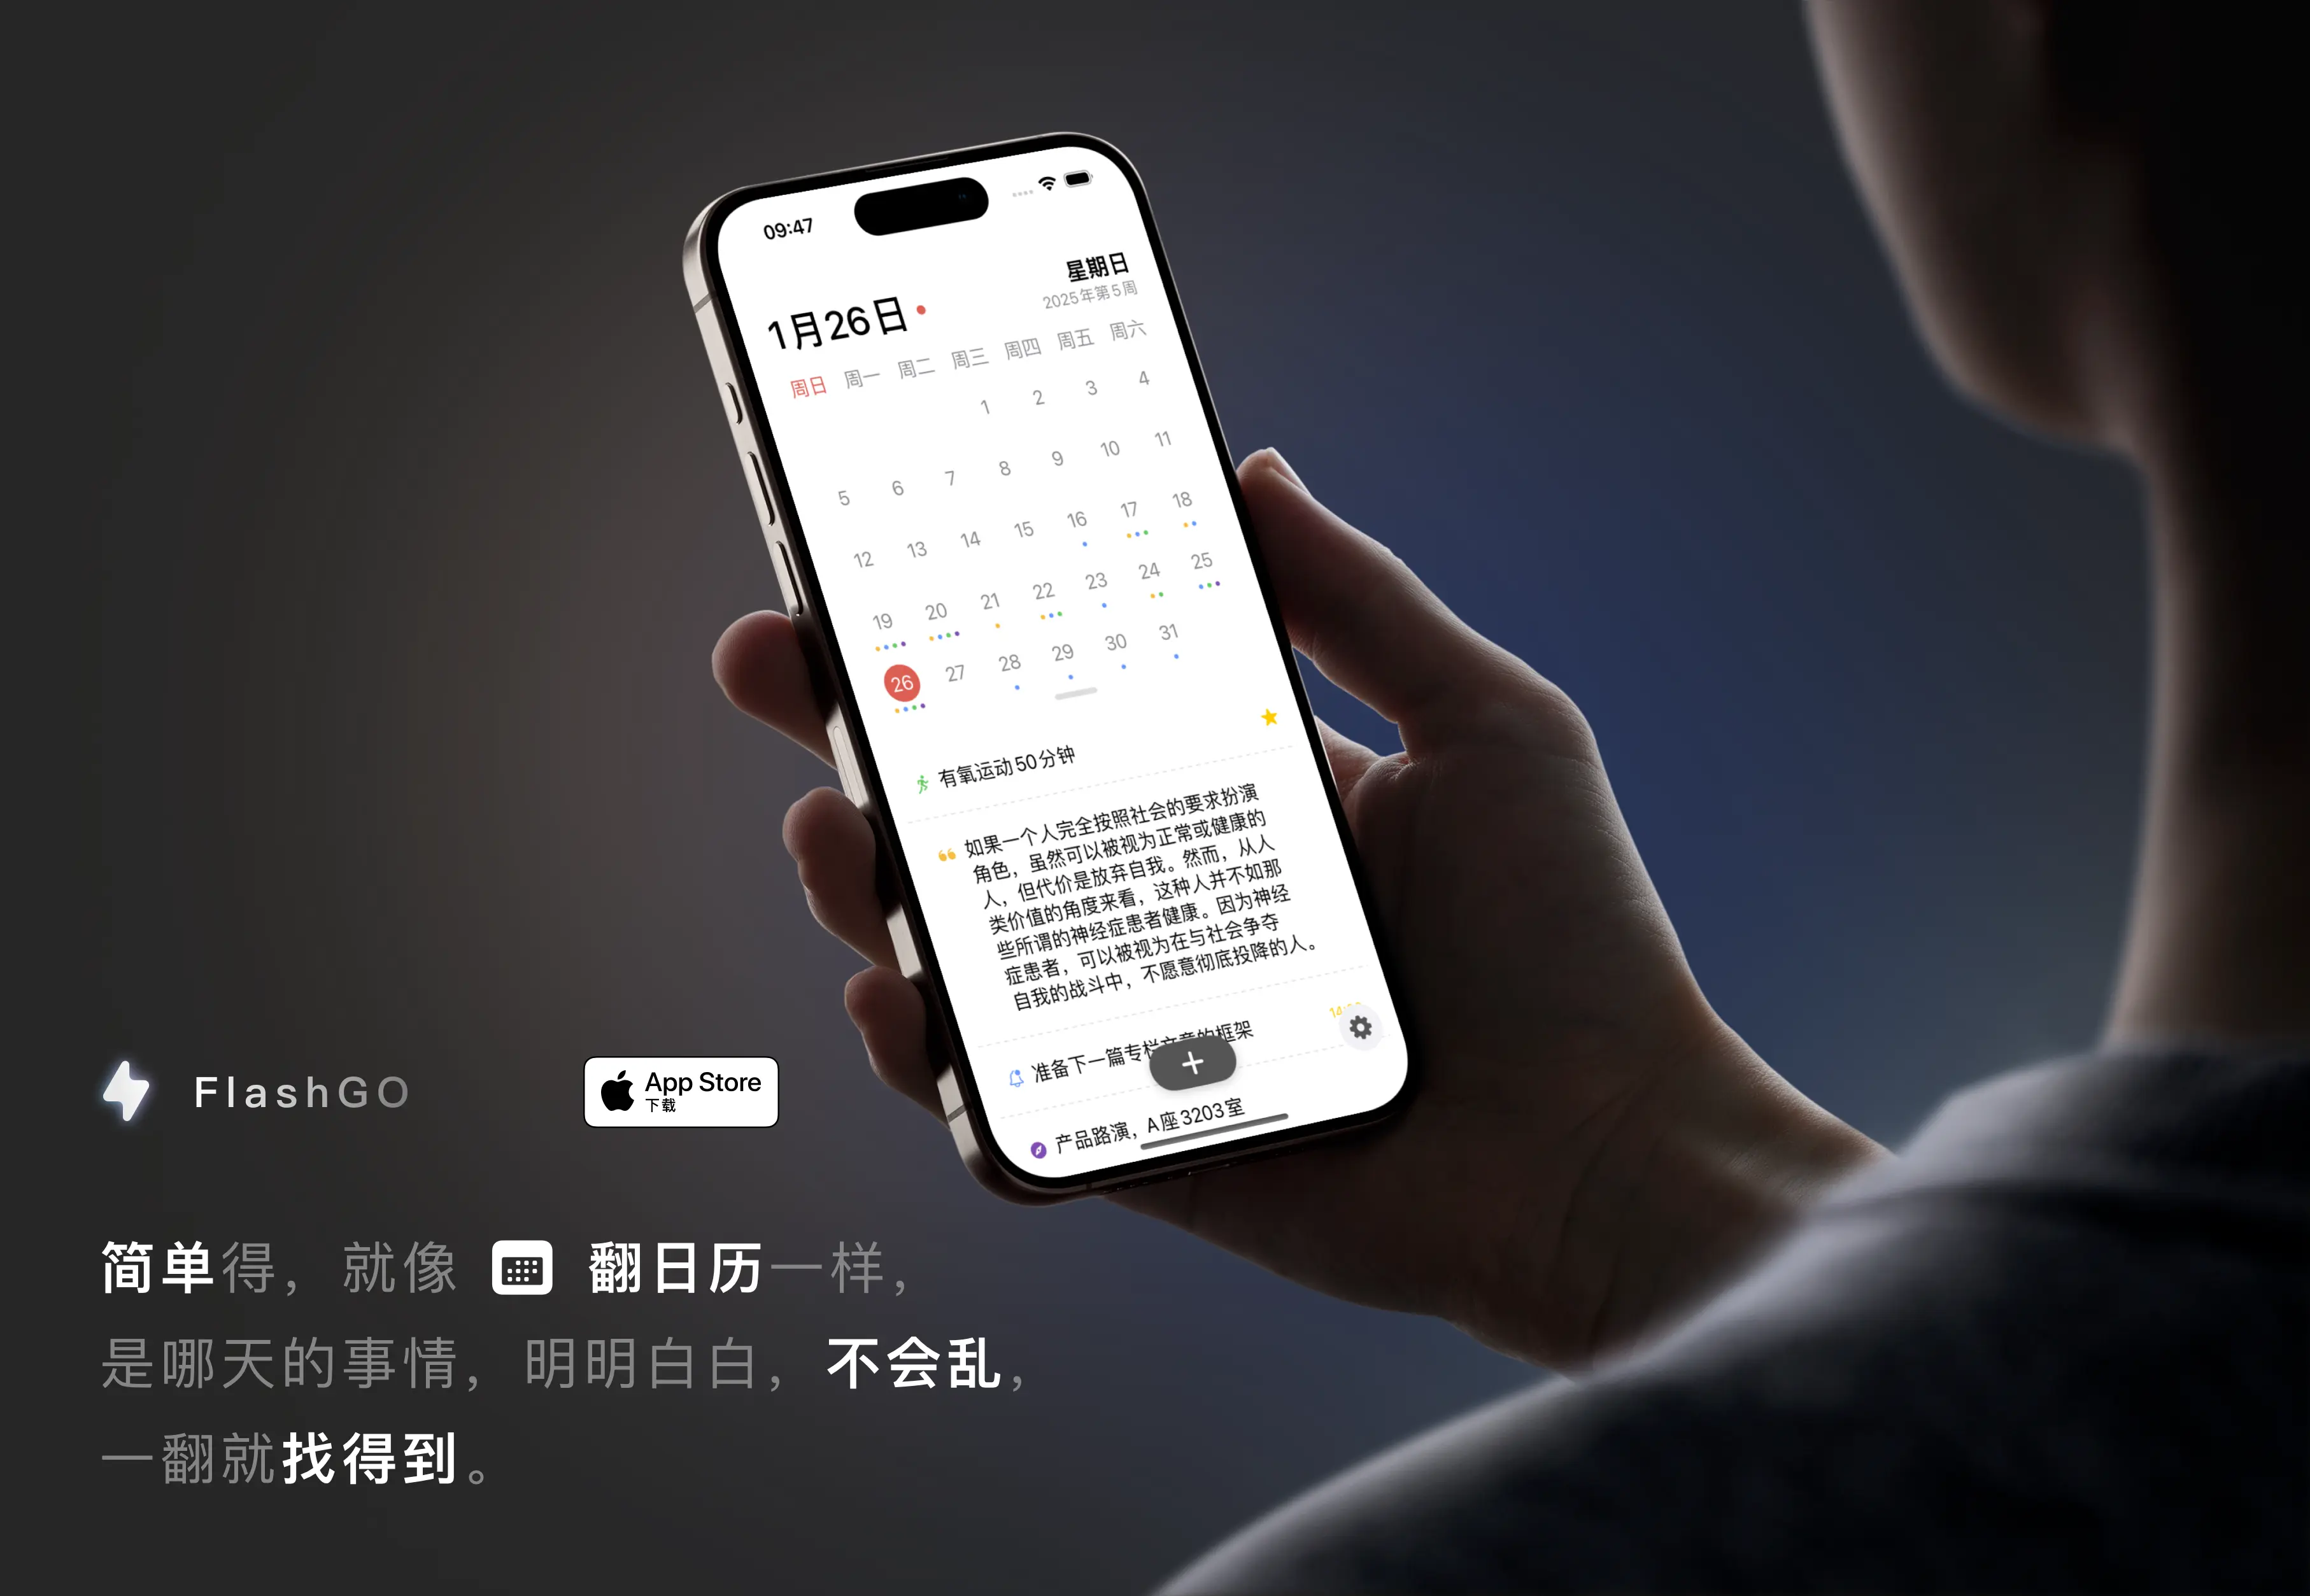 09:47
星期日
2025年第5周
1月26日
周日 周一 周二 周三 周四 周五 周六
1 2 3 4
5 6 7 8 9 10 11
12 13 14 15 16 17 18
19 20 21 22 23 24 25
26 27 28 29 30 31
有氧运动50分钟
如果一个人完全按照社会的要求扮演
角色，虽然可以被视为正常或健康的
人，但代价是放弃自我。然而，从人
类价值的角度来看，这种人并不如那
些所谓的神经症患者健康。因为神经
症患者，可以被视为在与社会争夺
自我的战斗中，不愿意彻底投降的人。
准备下一篇专栏文章的框架
产品路演，A座3203室
FlashGO
App Store
下载
简单得，就像 翻日历一样，
是哪天的事情，明明白白，不会乱，
一翻就找得到。